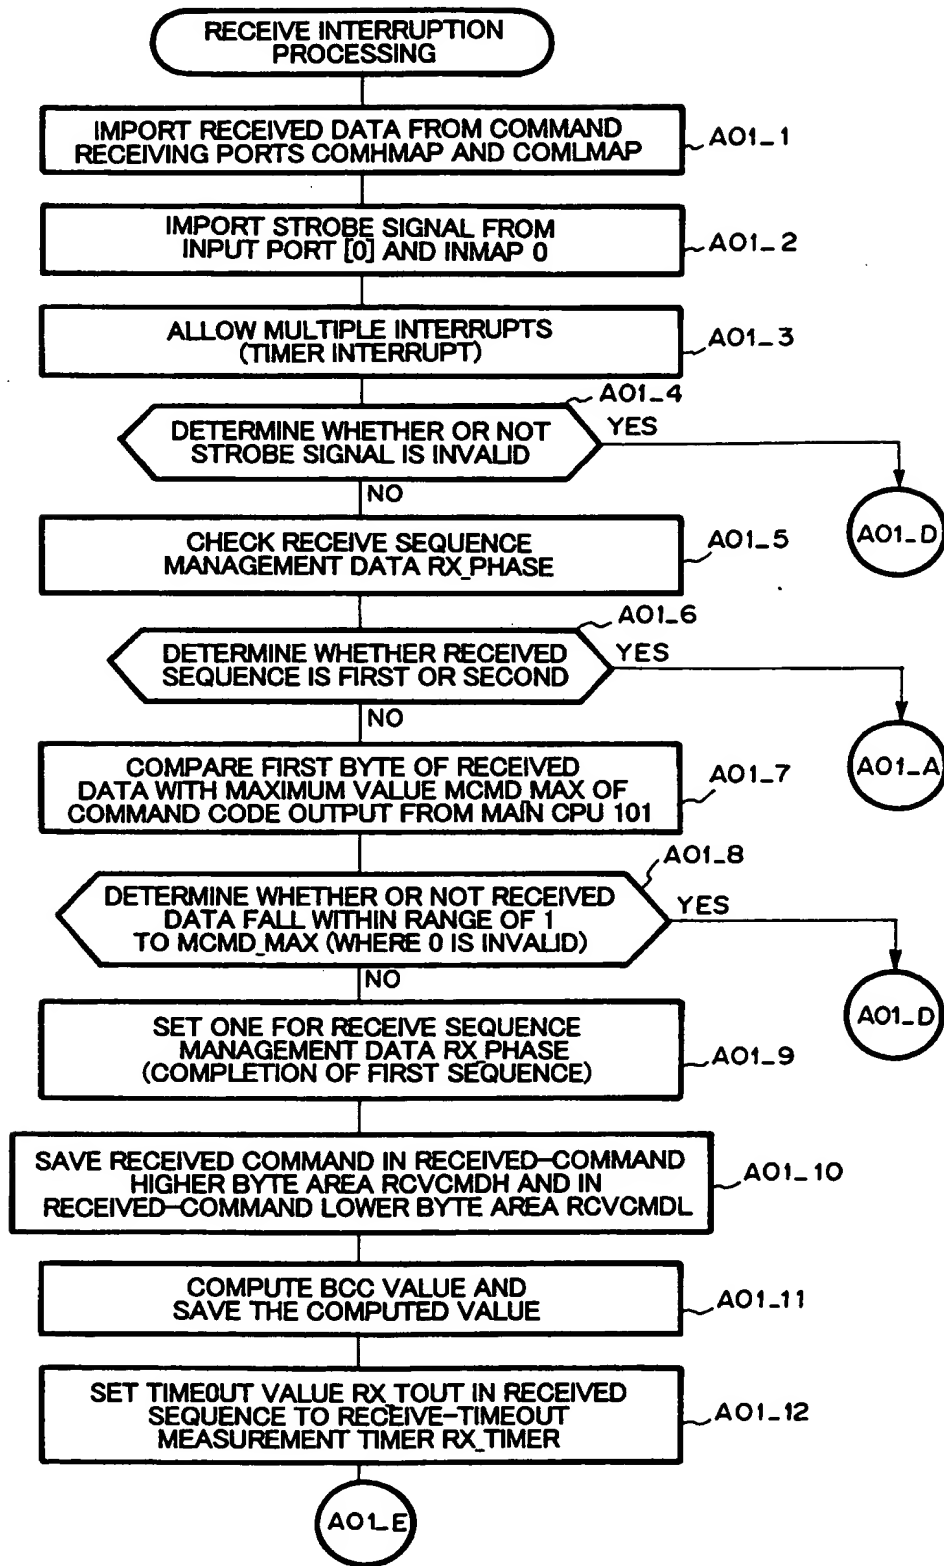 RECEIVE INTERRUPTION
PROCESSING
IMPORT RECEIVED DATA FROM COMMAND
RECEIVING PORTS COMHMAP AND COMLMAP
A01_1
IMPORT STROBE SIGNAL FROM
INPUT PORT [0] AND INMAP 0
A01_2
ALLOW MULTIPLE INTERRUPTS
(TIMER INTERRUPT)
A01_3
A01_4
DETERMINE WHETHER OR NOT
STROBE SIGNAL IS INVALID
YES
NO
A01_D
CHECK RECEIVE SEQUENCE
MANAGEMENT DATA RX_PHASE
A01_5
A01_6
DETERMINE WHETHER RECEIVED
SEQUENCE IS FIRST OR SECOND
YES
NO
A01_A
COMPARE FIRST BYTE OF RECEIVED
DATA WITH MAXIMUM VALUE MCMD_MAX OF
COMMAND CODE OUTPUT FROM MAIN CPU 101
A01_7
A01_8
DETERMINE WHETHER OR NOT RECEIVED
DATA FALL WITHIN RANGE OF 1
TO MCMD_MAX (WHERE 0 IS INVALID)
YES
NO
A01_D
SET ONE FOR RECEIVE SEQUENCE
MANAGEMENT DATA RX_PHASE
(COMPLETION OF FIRST SEQUENCE)
A01_9
SAVE RECEIVED COMMAND IN RECEIVED-COMMAND
HIGHER BYTE AREA RCVCMDH AND IN
RECEIVED-COMMAND LOWER BYTE AREA RCVCMDL
A01_10
COMPUTE BCC VALUE AND
SAVE THE COMPUTED VALUE
A01_11
SET TIMEOUT VALUE RX_TOUT IN RECEIVED
SEQUENCE TO RECEIVE-TIMEOUT
MEASUREMENT TIMER RX_TIMER
A01_12
A01_E